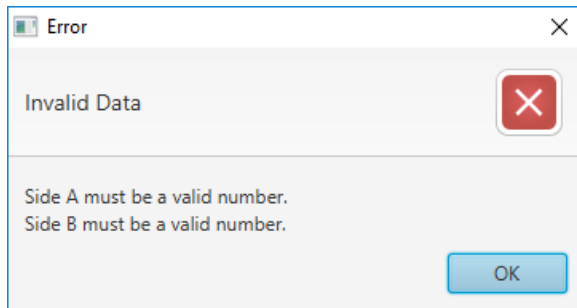 Error
Invalid Data
Side A must be a valid number.
Side B must be a valid number.
OK